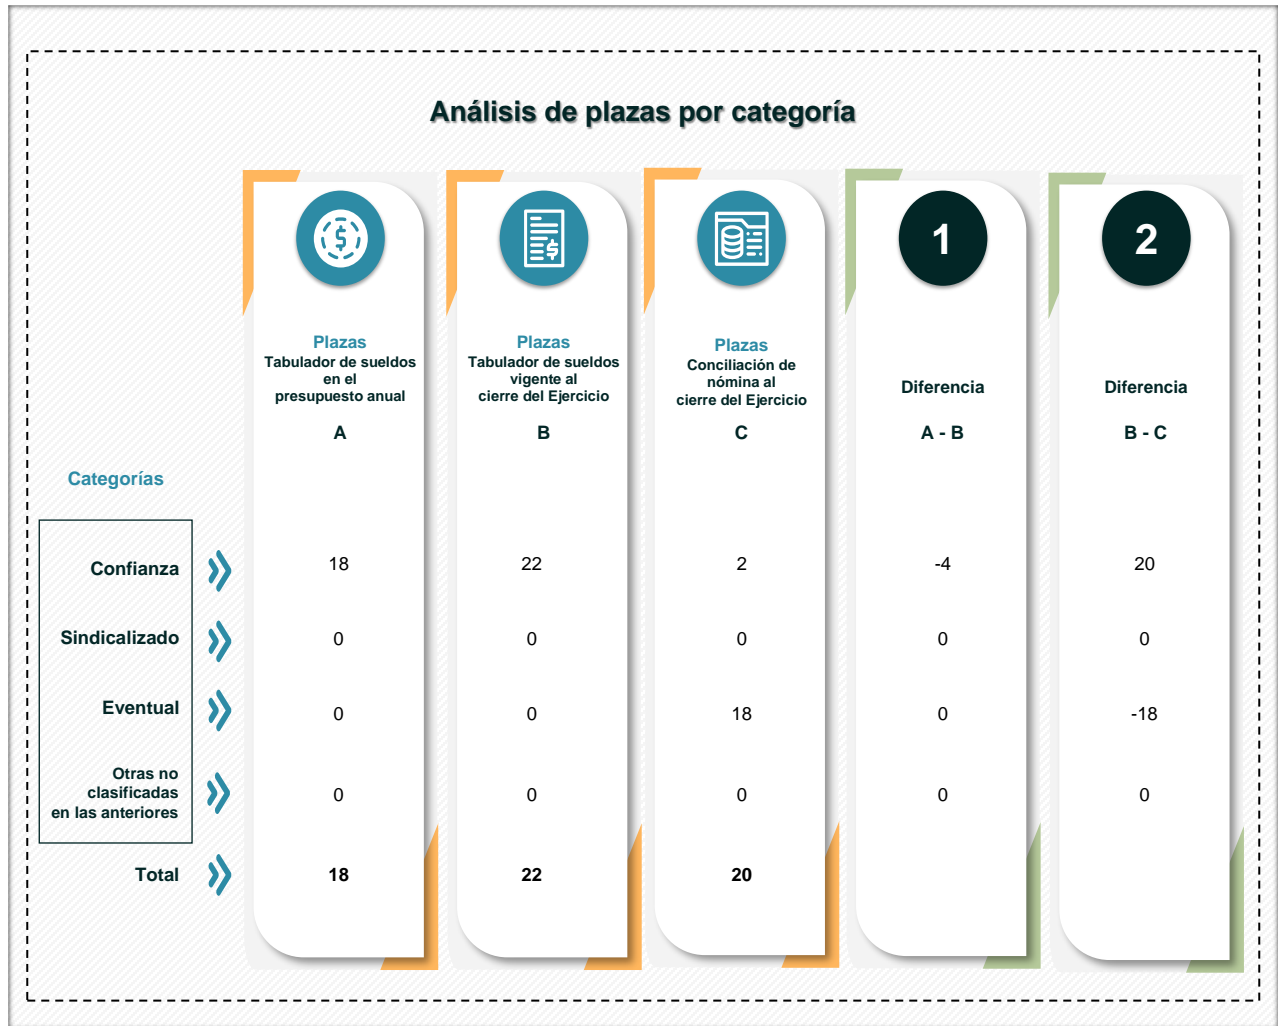 Análisis de plazas por categoría
1
2
Plazas
Tabulador de sueldos
en el
presupuesto anual
A
Plazas
Tabulador de sueldos
vigente al
cierre del Ejercicio
B
Plazas
Conciliación de
nómina al
cierre del Ejercicio
C
Diferencia
A - B
Diferencia
B - C
Categorías
Confianza 18 22 2 -4 20
Sindicalizado 0 0 0 0 0
Eventual 0 0 18 0 -18
Otras no
clasificadas
en las anteriores 0 0 0 0 0
Total 18 22 20